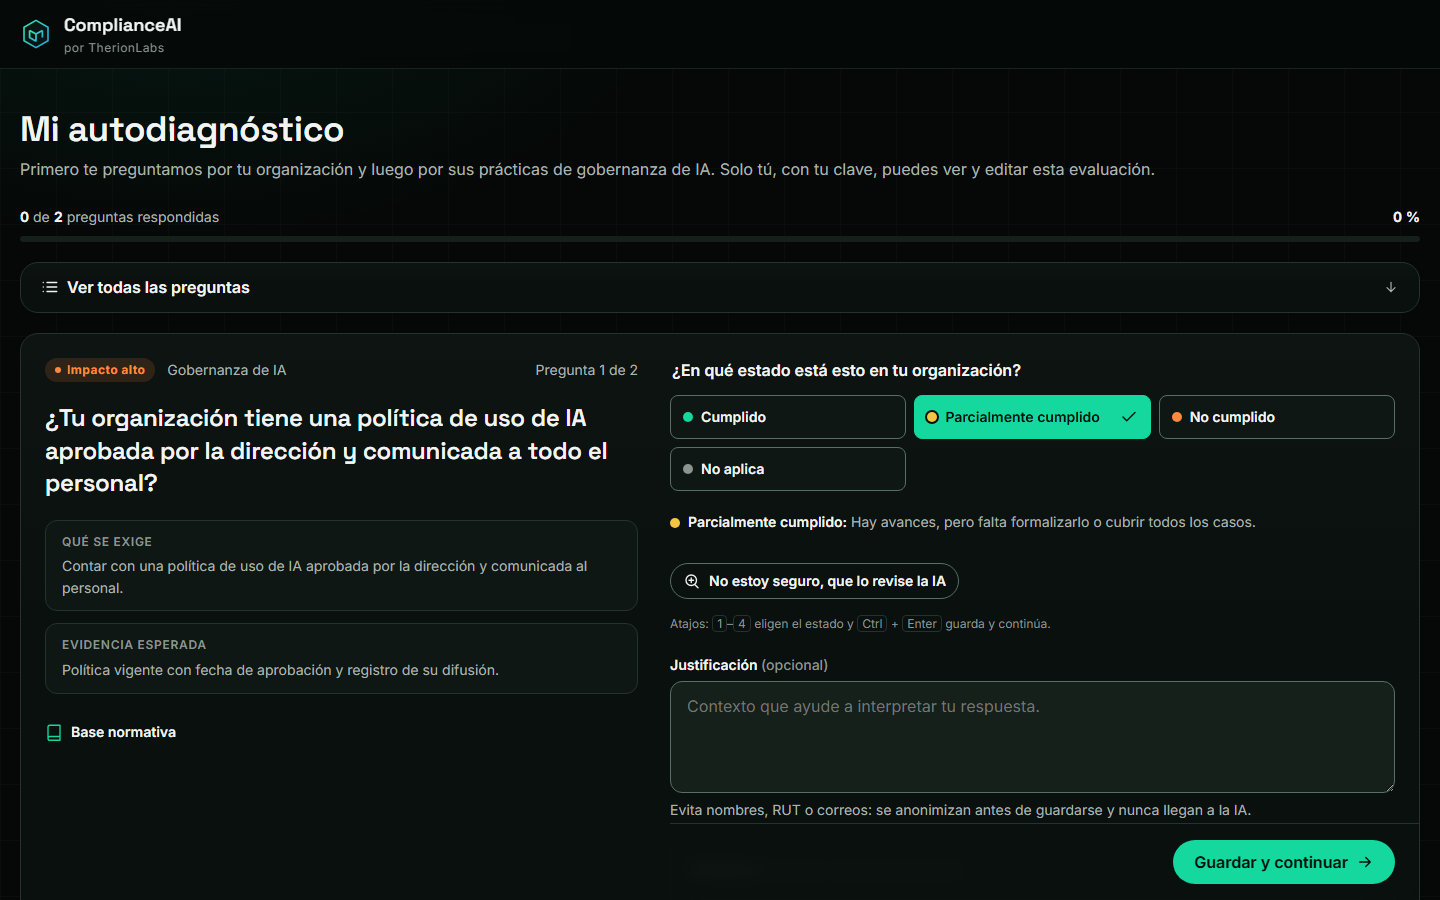 ComplianceAI
por TherionLabs
Mi autodiagnóstico
Primero te preguntamos por tu organización y luego por sus prácticas de gobernanza de IA. Solo tú, con tu clave, puedes ver y editar esta evaluación.
0 de 2 preguntas respondidas
0 %
Ver todas las preguntas
Impacto alto
Gobernanza de IA
Pregunta 1 de 2
¿Tu organización tiene una política de uso de IA
aprobada por la dirección y comunicada a todo el
personal?
QUÉ SE EXIGE
Contar con una política de uso de IA aprobada por la dirección y comunicada al
personal.
EVIDENCIA ESPERADA
Política vigente con fecha de aprobación y registro de su difusión.
Base normativa
¿En qué estado está esto en tu organización?
Cumplido
Parcialmente cumplido
No cumplido
No aplica
Parcialmente cumplido: Hay avances, pero falta formalizarlo o cubrir todos los casos.
No estoy seguro, que lo revise la IA
Atajos: 1–4 eligen el estado y Ctrl + Enter guarda y continúa.
Justificación (opcional)
Contexto que ayude a interpretar tu respuesta.
Evita nombres, RUT o correos: se anonimizan antes de guardarse y nunca llegan a la IA.
Guardar y continuar